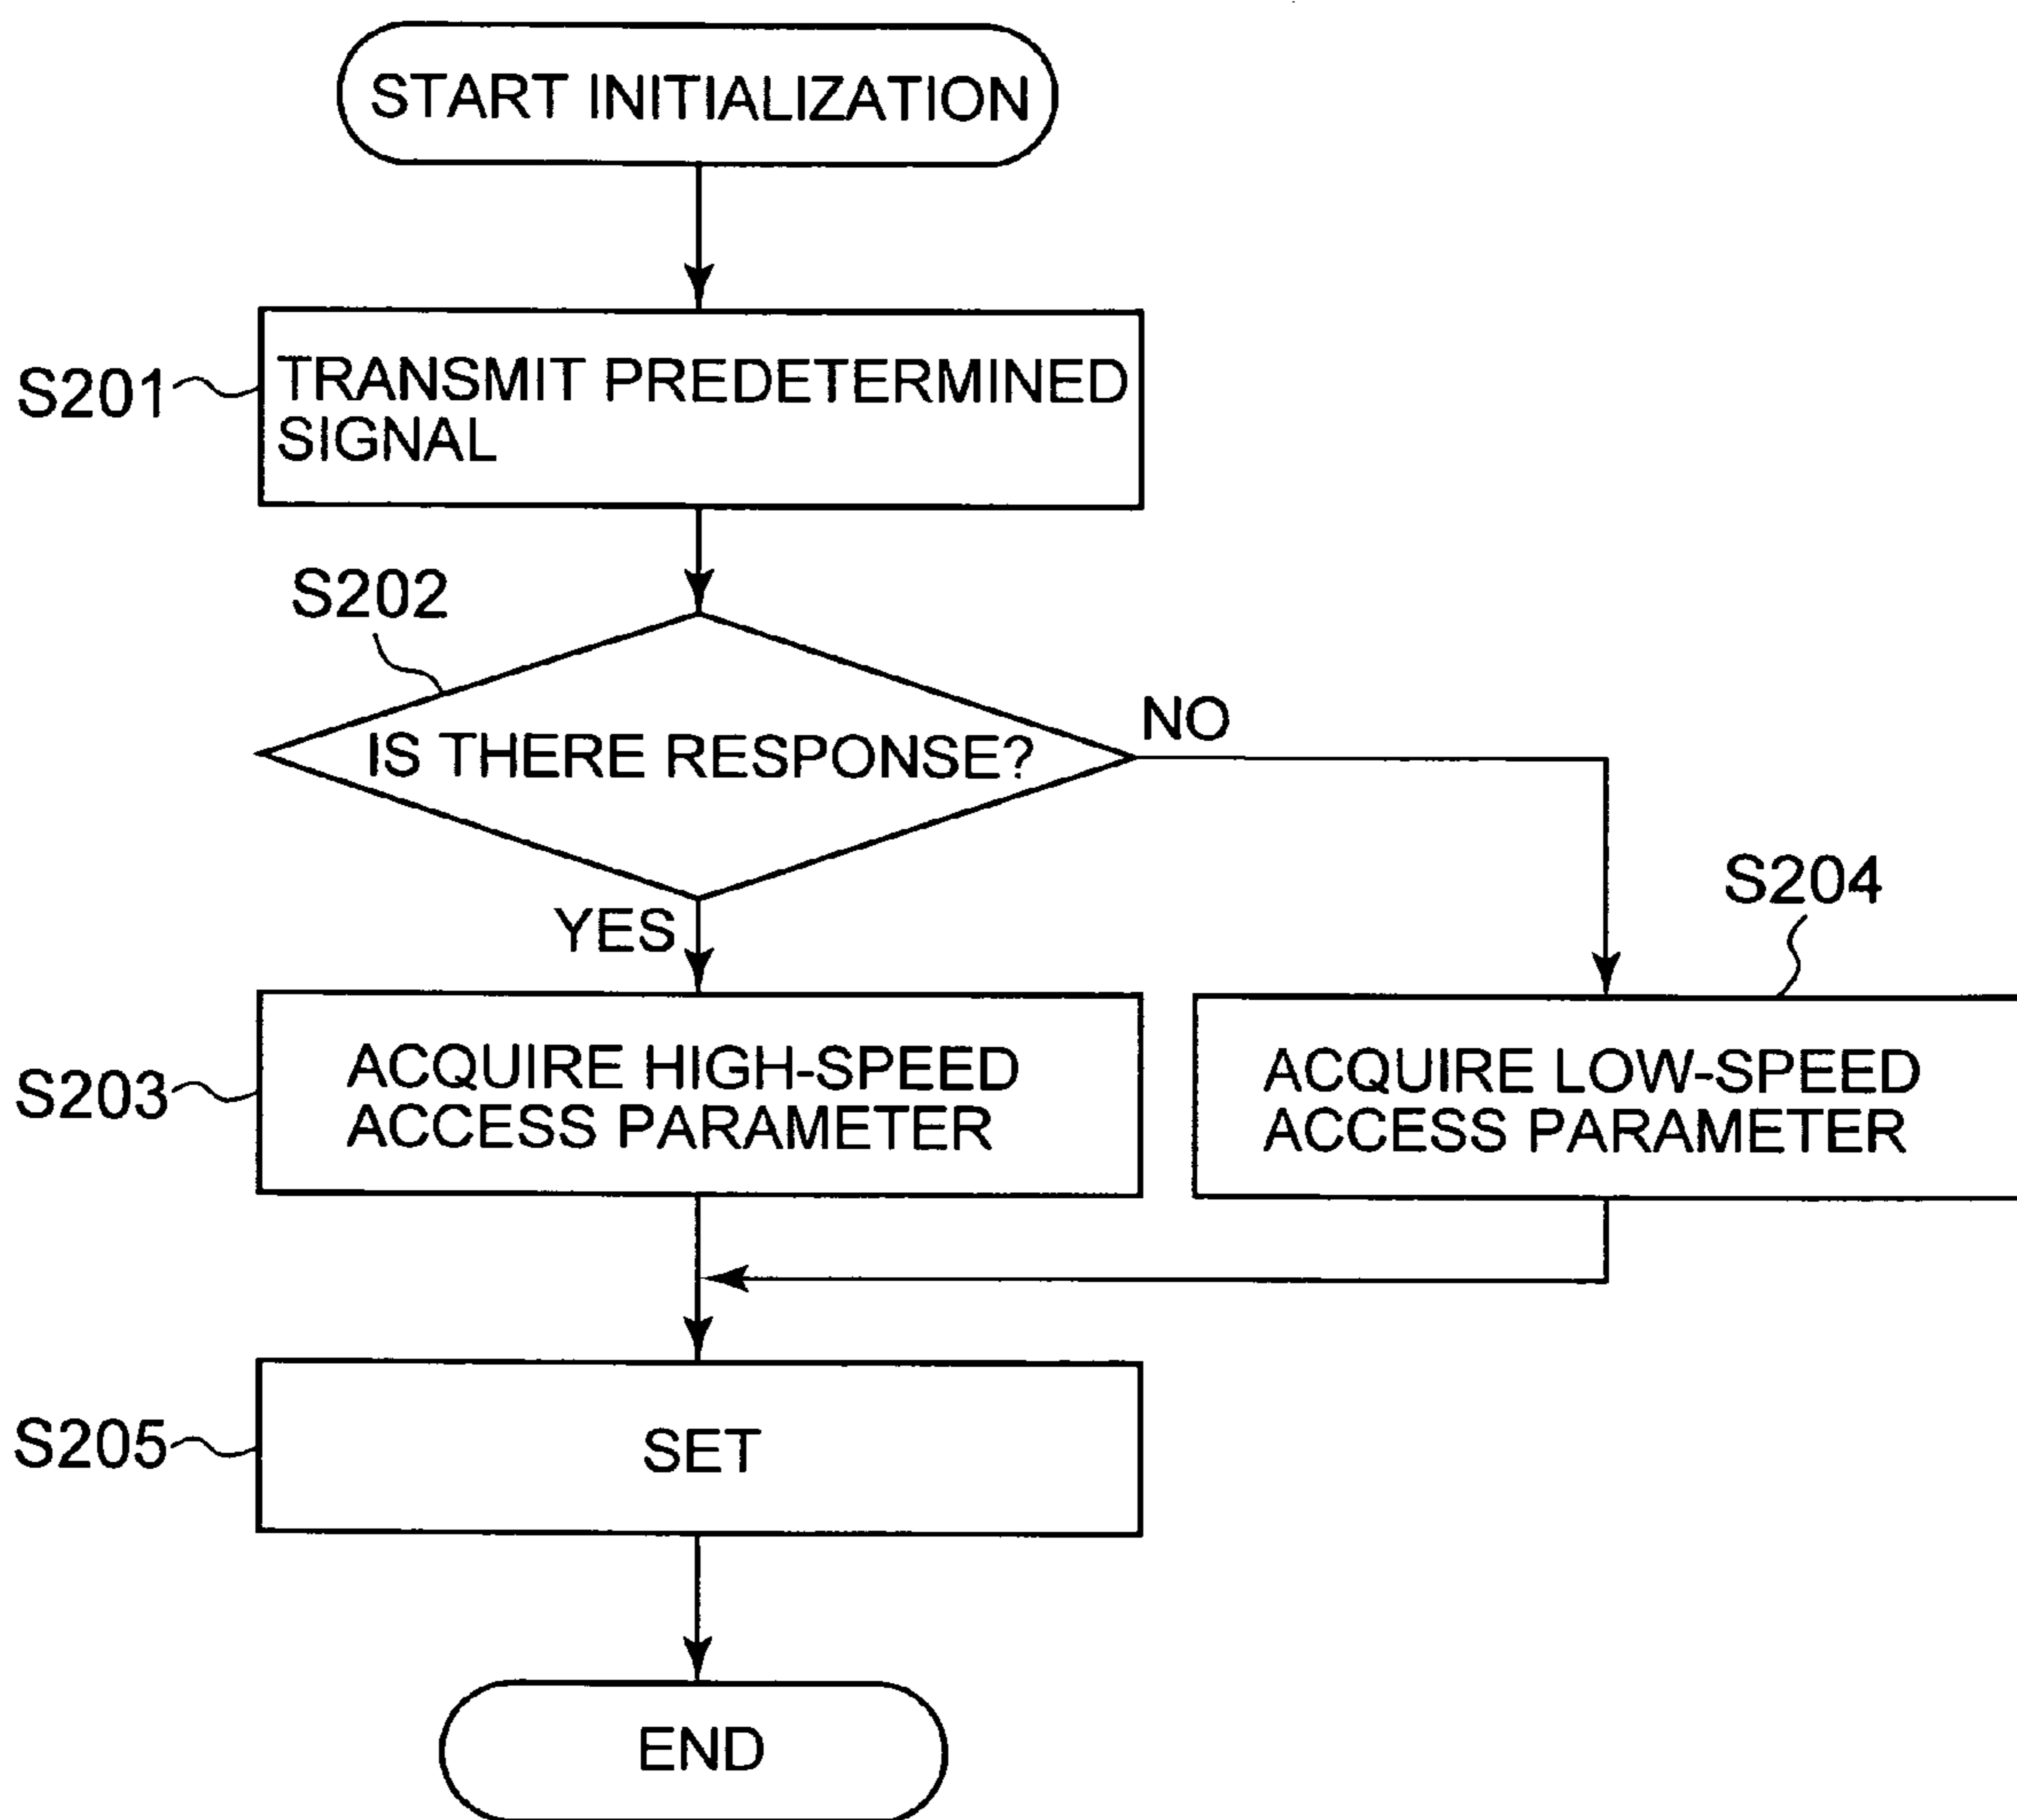 START INITIALIZATION
S201
TRANSMIT PREDETERMINED
SIGNAL
S202
IS THERE RESPONSE?
NO
YES
S204
S203
ACQUIRE HIGH-SPEED
ACCESS PARAMETER
ACQUIRE LOW-SPEED
ACCESS PARAMETER
S205
SET
END